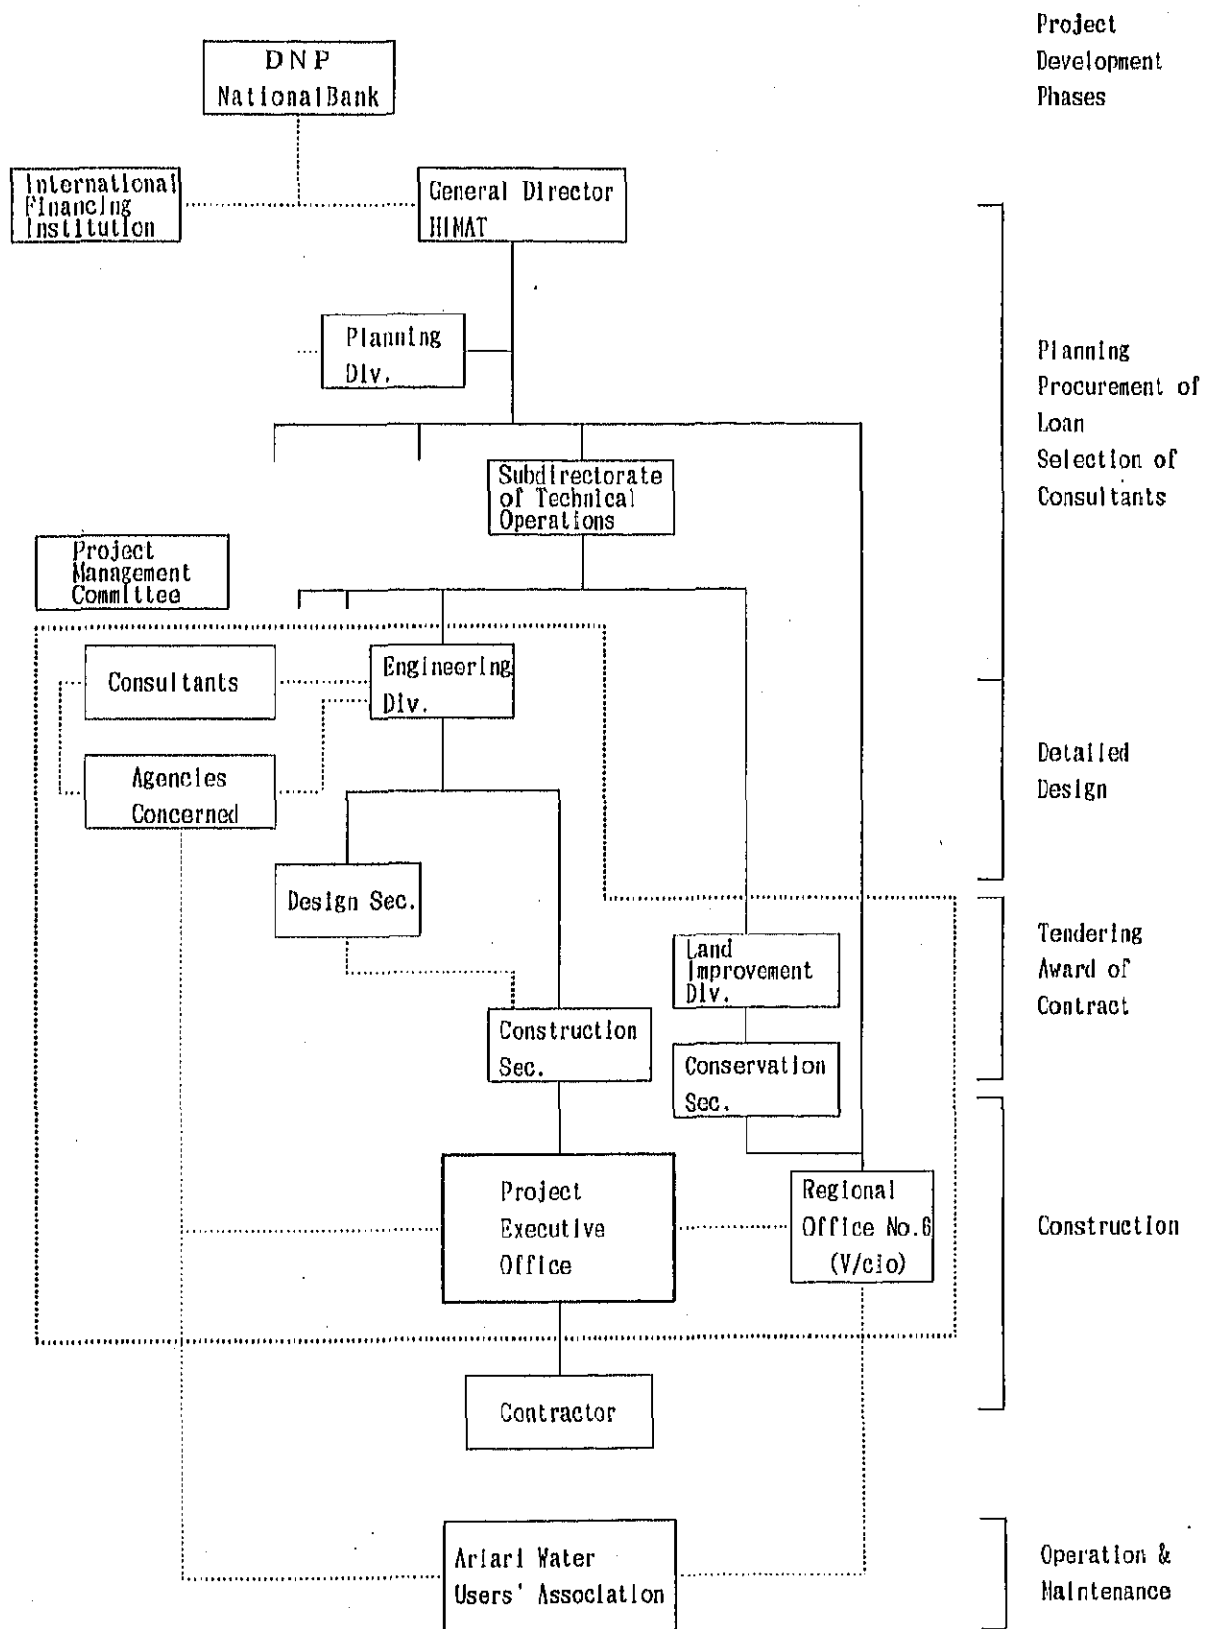 Project
Development
Phases
DNP
NationalBank
International
Financing
Institution
General Director
HIMAT
Planning
Div.
Planning
Procurement of
Loan
Selection of
Consultants
Subdirectorate
of Technical
Operations
Project
Management
Committee
Consultants
Engineering
Div.
Agencies
Concerned
Detailed
Design
Design Sec.
Land
Improvement
Div.
Tendering
Award of
Contract
Construction
Sec.
Conservation
Sec.
Project
Executive
Office
Regional
Office No.6
(V/cio)
Construction
Contractor
Ariari Water
Users' Association
Operation &
Maintenance